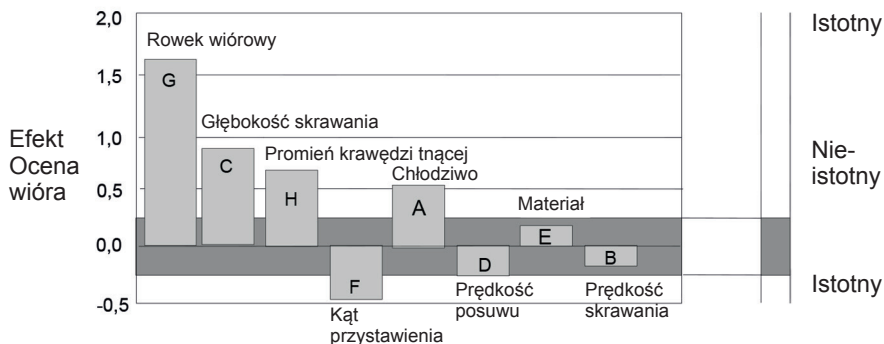 2,0
1,5
1,0
0,5
0,0
-0,5
Efekt
Ocena
wióra
Rowek wiórowy
G
Głębokość skrawania
C
Promień krawędzi tnącej
H
Chłodziwo
A
Materiał
E
F
Kąt
przystawienia
D
Prędkość
posuwu
B
Prędkość
skrawania
Istotny
Nie-
istotny
Istotny